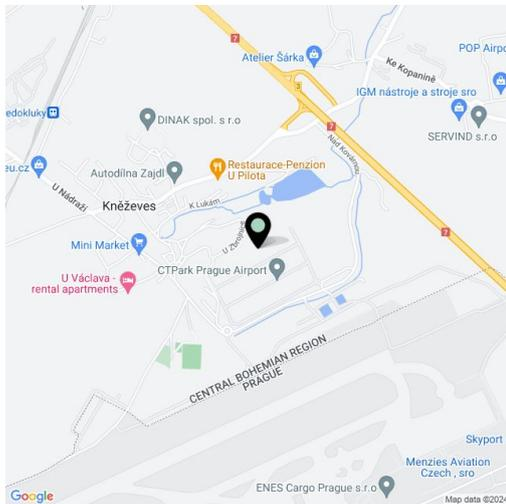 7
Atelier Šárka
POP Airpo
Ke Kopanině
3
IGM nástroje a stroje sro
edokluky
DINAK spol. s r.o
7
SERVIND s.r.o
Nad Kovárnou
eu.cz
Restaurace-Penzion
U Pilota
Autodílna Zajdl
U Nádraží
K Lukám
Kněževes
U Zbrojnice
Mini Market
7
CTPark Prague Airport
U Václava -
rental apartments
CENTRAL BOHEMIAN REGION
PRAGUE
Skyport
Menzies Aviation
Czech , sro
ENES Cargo Prague s.r.o
Google
Map data ©2024